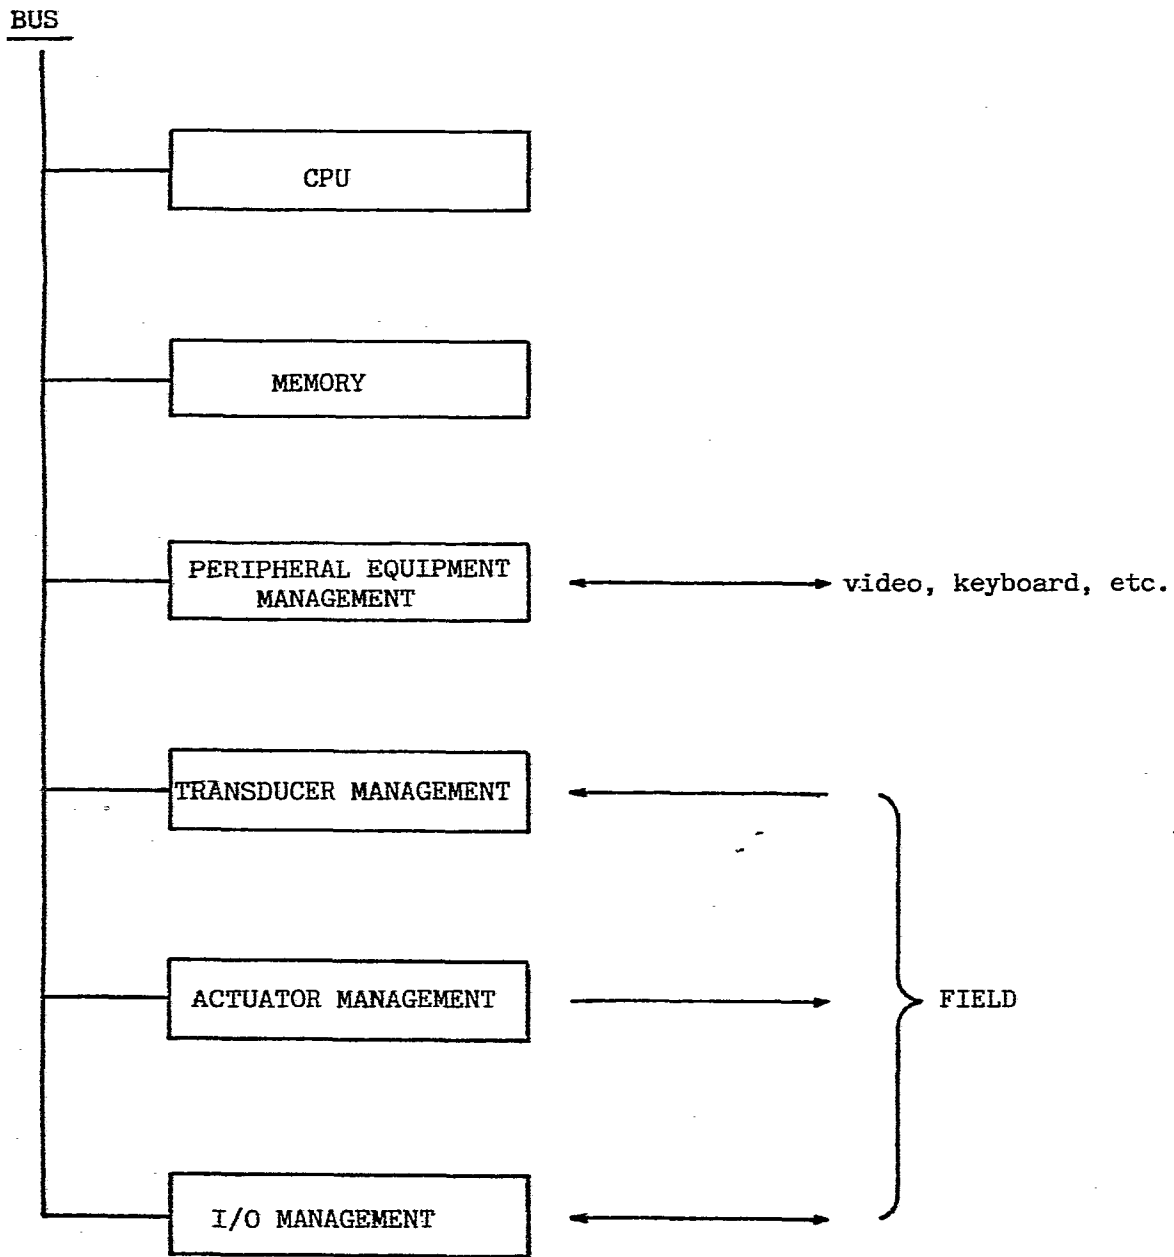 BUS
CPU
MEMORY
PERIPHERAL EQUIPMENT
MANAGEMENT
video, keyboard, etc.
TRANSDUCER MANAGEMENT
ACTUATOR MANAGEMENT
FIELD
I/O MANAGEMENT